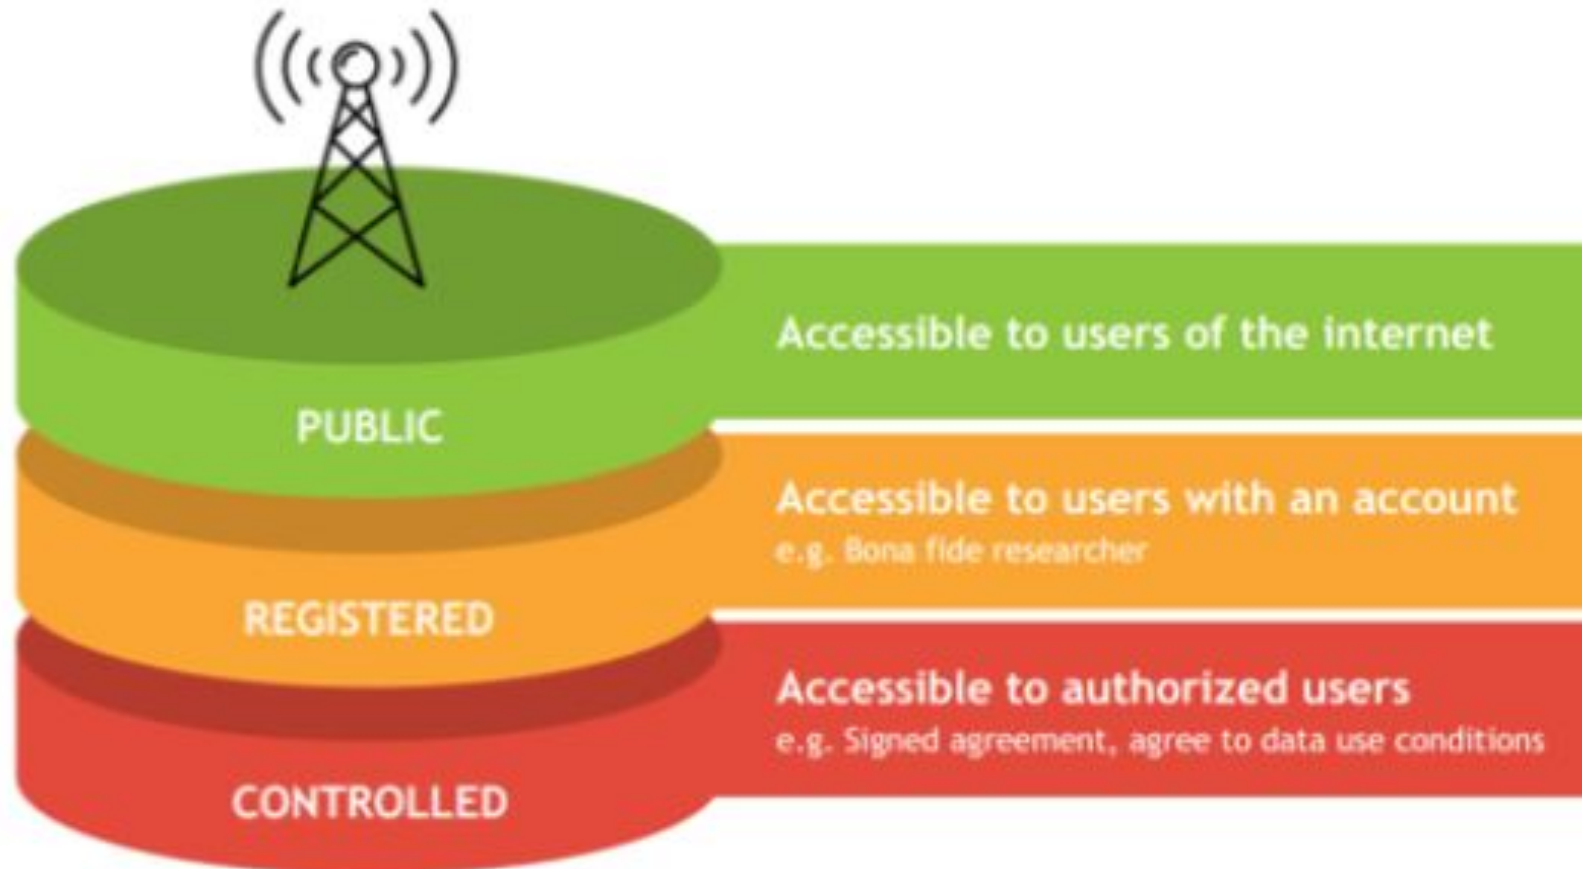 PUBLIC
Accessible to users of the internet
REGISTERED
Accessible to users with an account
e.g. Bona fide researcher
CONTROLLED
Accessible to authorized users
e.g. Signed agreement, agree to data use conditions